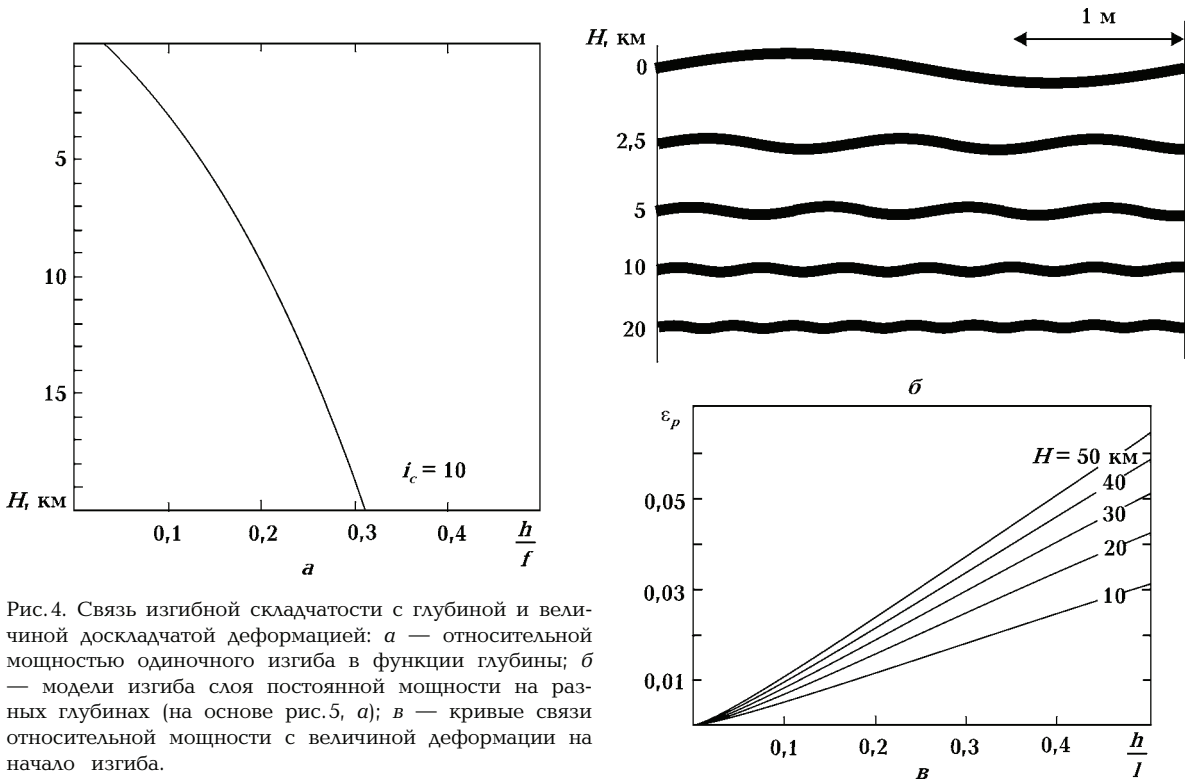 5
10
15
H, км
i_c = 10
0,1 0,2 0,3 0,4 h/f
а
H, км
1 м
0
2,5
5
10
20
б
ε_p
0,05
0,03
0,01
H = 50 км
40
30
20
10
0,1 0,2 0,3 0,4 h/l
в
Рис.4. Связь изгибной складчатости с глубиной и вели-
чиной доскладчатой деформацией: а — относительной
мощностью одиночного изгиба в функции глубины; б
— модели изгиба слоя постоянной мощности на раз-
ных глубинах (на основе рис.5, а); в — кривые связи
относительной мощности с величиной деформации на
начало изгиба.